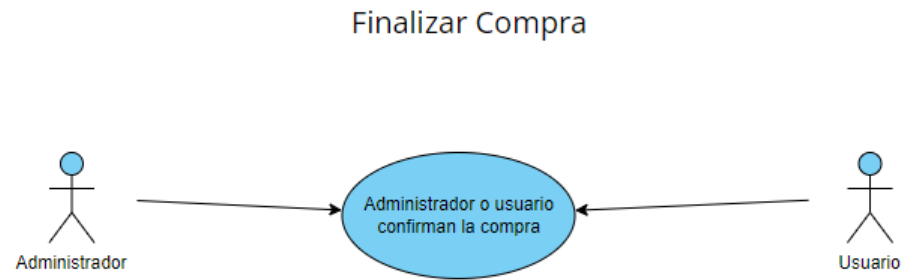 Finalizar Compra
Administrador o usuario
confirman la compra
Administrador
Usuario